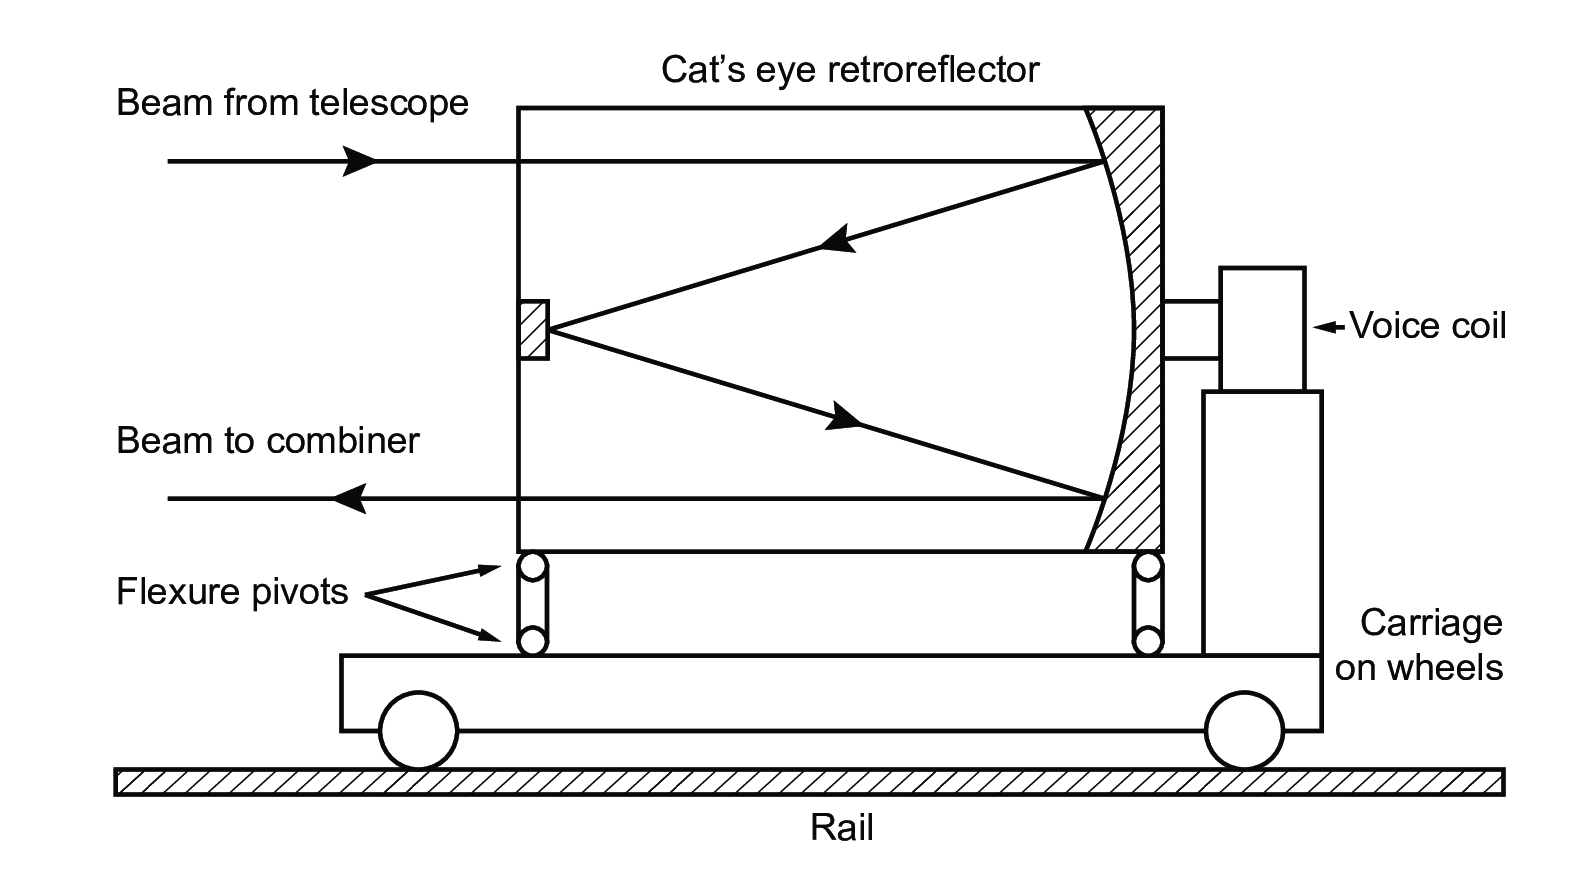 Cat’s eye retroreflector
Beam from telescope
Voice coil
Beam to combiner
Flexure pivots
Carriage
on wheels
Rail